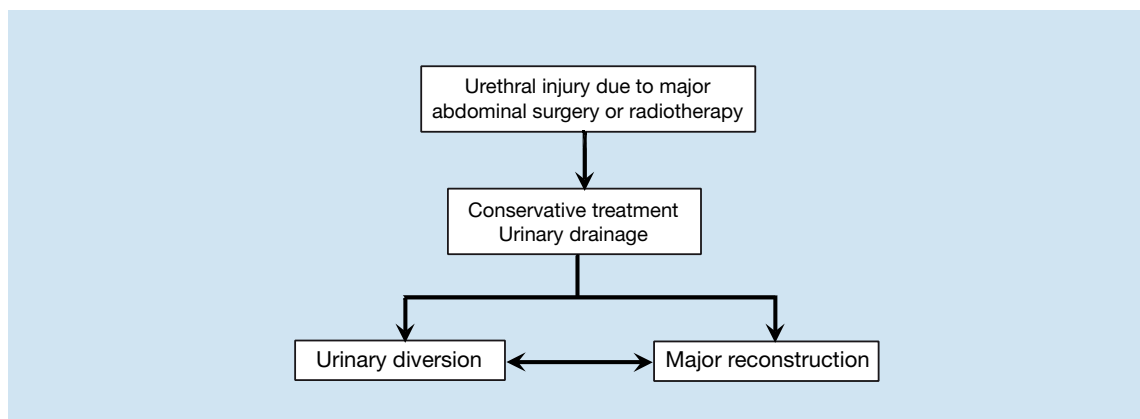 Urethral injury due to major
abdominal surgery or radiotherapy
Conservative treatment
Urinary drainage
Urinary diversion
Major reconstruction